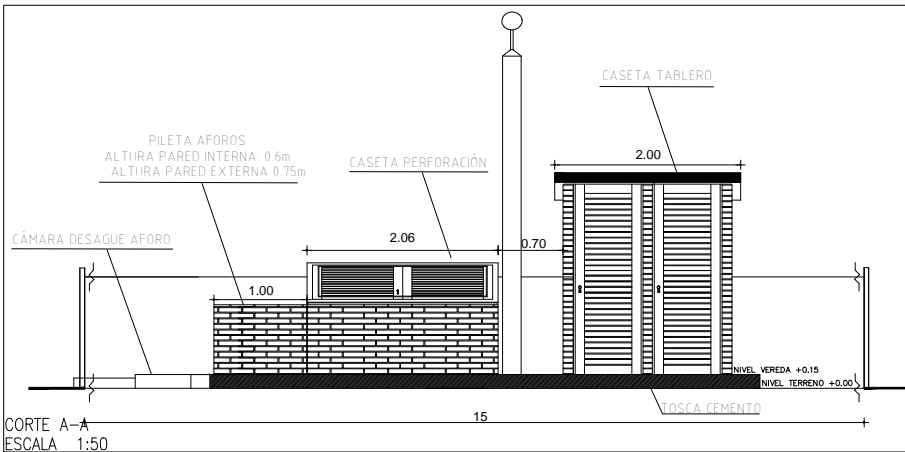 CASETA TABLERO
2.00
PILETA AFOROS
ALTURA PARED INTERNA: 0.6m
ALTURA PARED EXTERNA 0.75m
CASETA PERFORACIÓN
CÁMARA DESAGÜE AFORO
2.06
0.70
1.00
NIVEL VEREDA +0.15
NIVEL TERRENO +0.00
TOSCA CEMENTO
15
CORTE A-A
ESCALA 1:50